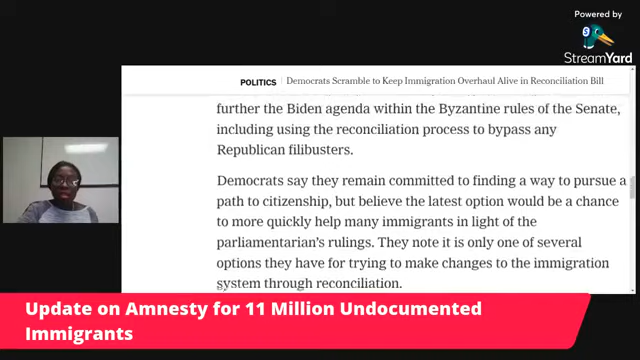 Powered by
StreamYard
POLITICS | Democrats Scramble to Keep Immigration Overhaul Alive in Reconciliation Bill
further the Biden agenda within the Byzantine rules of the Senate,
including using the reconciliation process to bypass any
Republican filibusters.
Democrats say they remain committed to finding a way to pursue a
path to citizenship, but believe the latest option would be a chance
to more quickly help many immigrants in light of the
parliamentarian's rulings. They note it is only one of several
options they have for trying to make changes to the immigration
system through reconciliation.
Update on Amnesty for 11 Million Undocumented
Immigrants